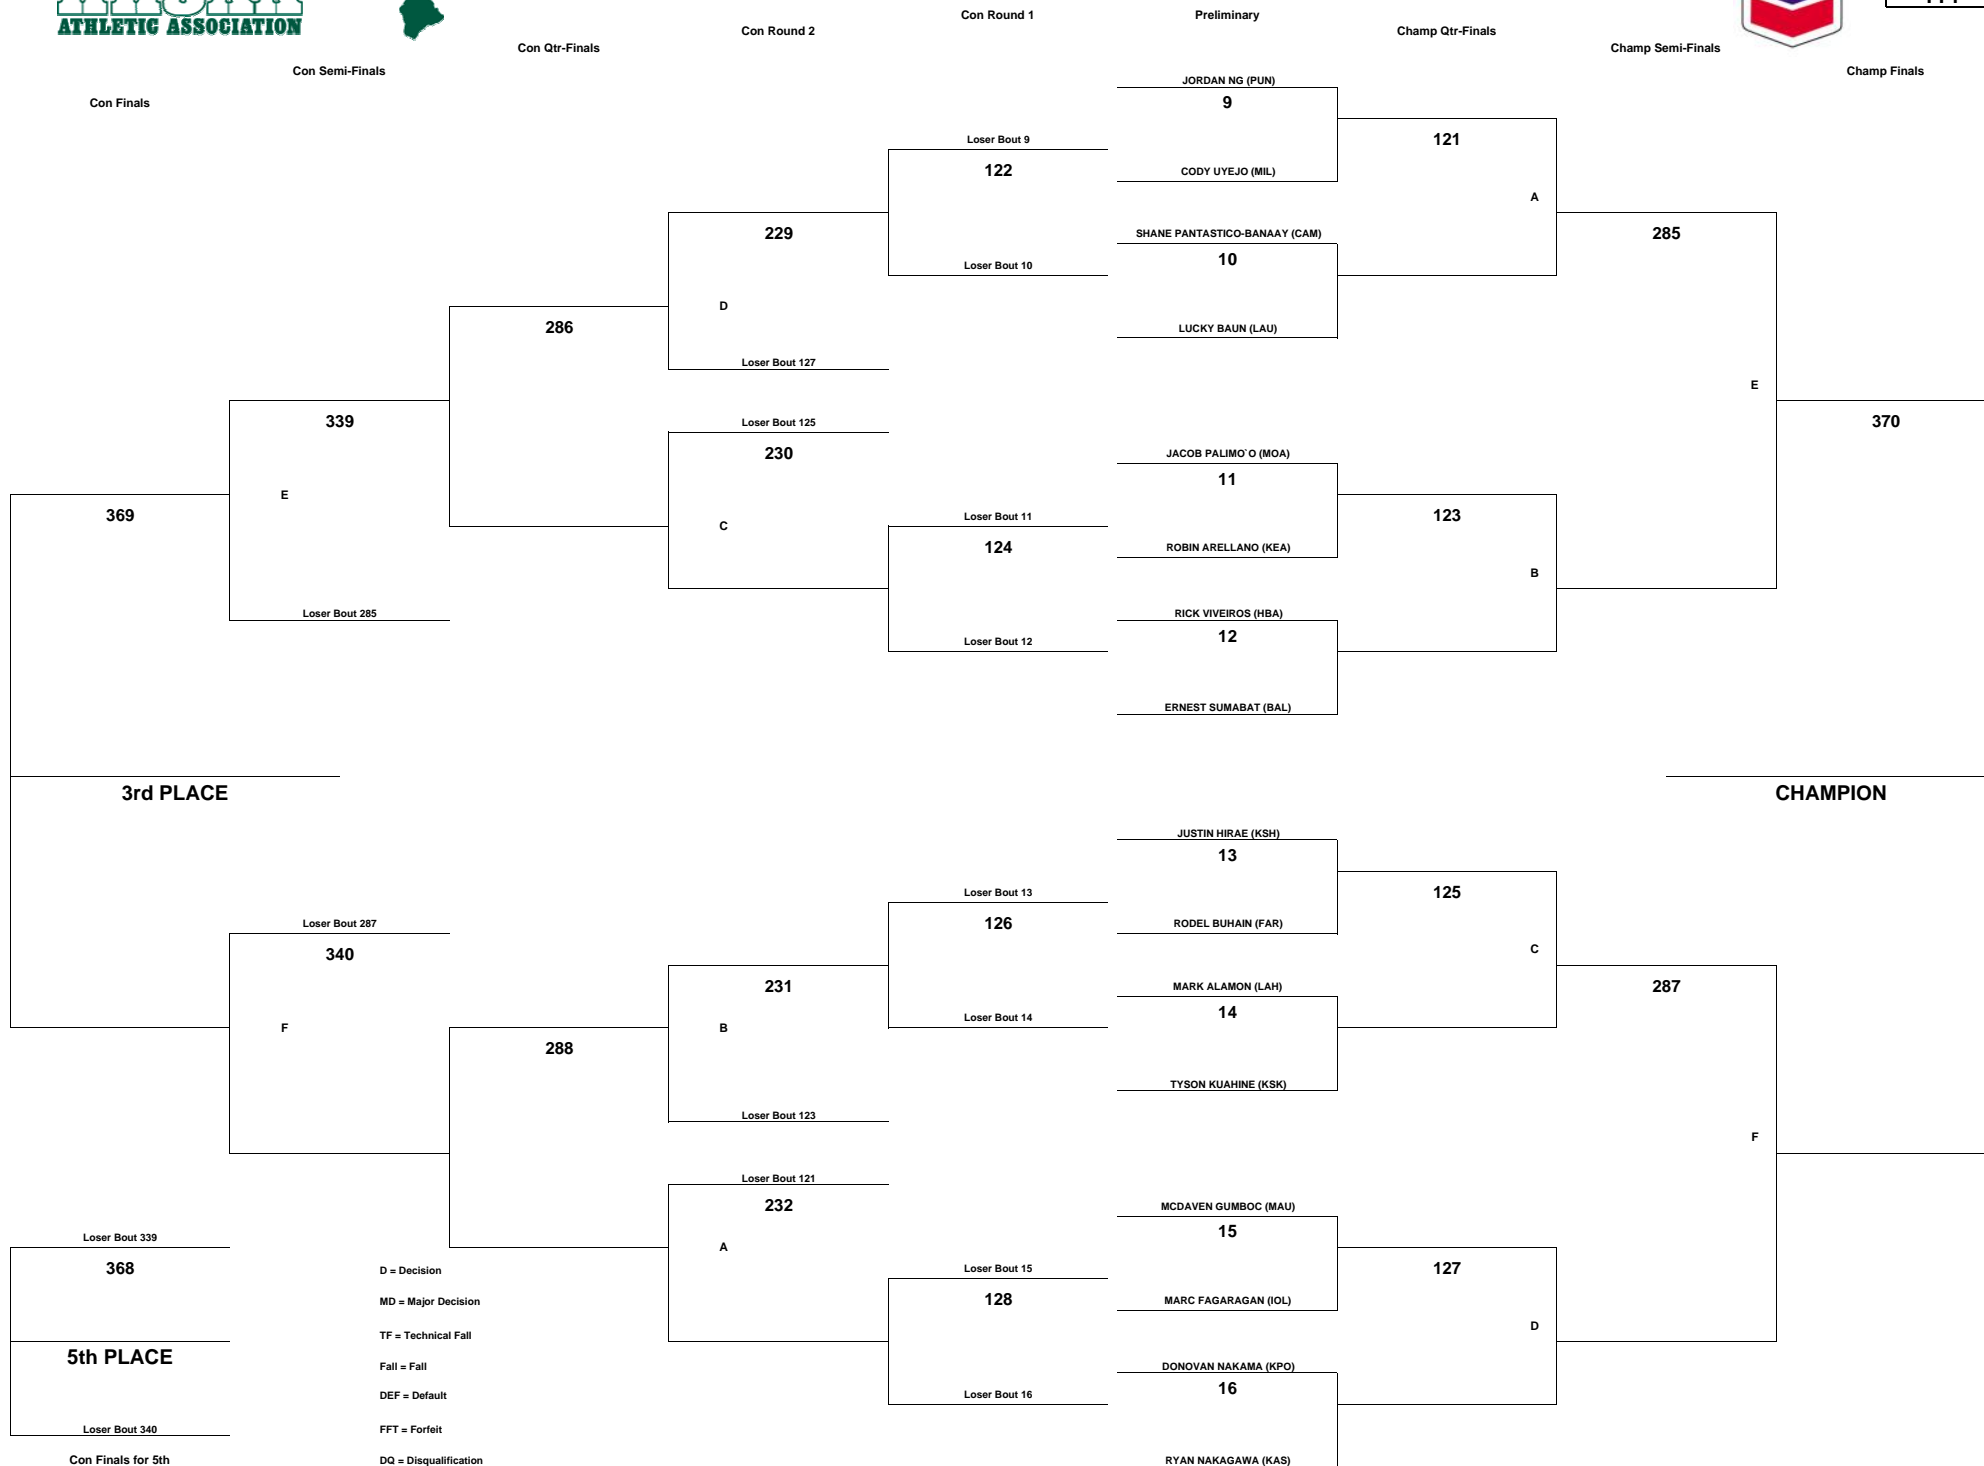 ATHLETIC ASSOCIATION
Con Finals
Con Semi-Finals
Con Qtr-Finals
Con Round 2
Con Round 1
Preliminary
Champ Qtr-Finals
Champ Semi-Finals
Champ Finals
JORDAN NG (PUN)
9
Loser Bout 9
121
122
CODY UYEJO (MIL)
A
229
SHANE PANTASTICO-BANAAY (CAM)
285
Loser Bout 10
10
D
286
LUCKY BAUN (LAU)
Loser Bout 127
E
339
Loser Bout 125
370
230
JACOB PALIMO`O (MOA)
11
E
369
C
Loser Bout 11
123
124
ROBIN ARELLANO (KEA)
B
Loser Bout 285
RICK VIVEIROS (HBA)
12
Loser Bout 12
ERNEST SUMABAT (BAL)
3rd PLACE
CHAMPION
JUSTIN HIRAE (KSH)
13
Loser Bout 13
125
Loser Bout 287
126
RODEL BUHAIN (FAR)
340
C
231
MARK ALAMON (LAH)
287
14
F
B
Loser Bout 14
288
TYSON KUAHINE (KSK)
Loser Bout 123
F
Loser Bout 121
232
MCDAVEN GUMBOC (MAU)
15
Loser Bout 339
A
368
D = Decision
Loser Bout 15
127
128
MD = Major Decision
MARC FAGARAGAN (IOL)
D
TF = Technical Fall
5th PLACE
Fall = Fall
DONOVAN NAKAMA (KPO)
16
DEF = Default
Loser Bout 16
Loser Bout 340
FFT = Forfeit
Con Finals for 5th
DQ = Disqualification
RYAN NAKAGAWA (KAS)